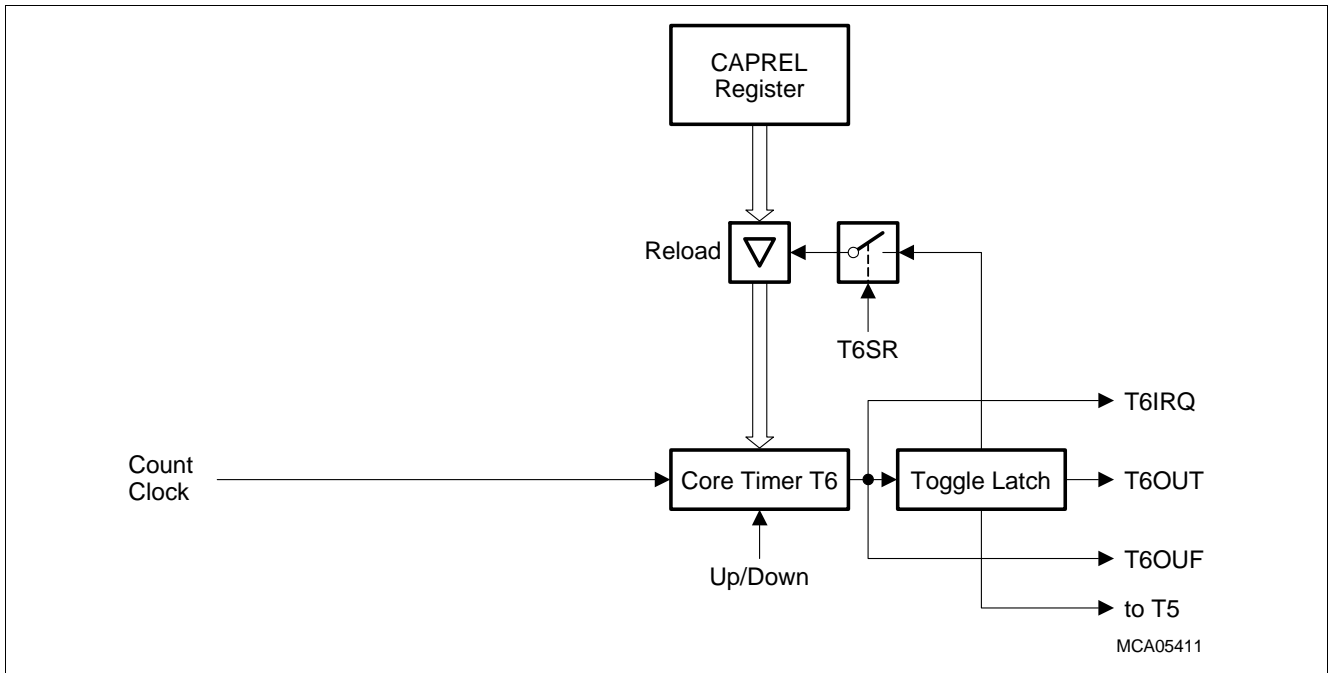 CAPREL
Register
Reload
T6SR
T6IRQ
Count
Clock
Core Timer T6
Toggle Latch
T6OUT
Up/Down
T6OUF
to T5
MCA05411